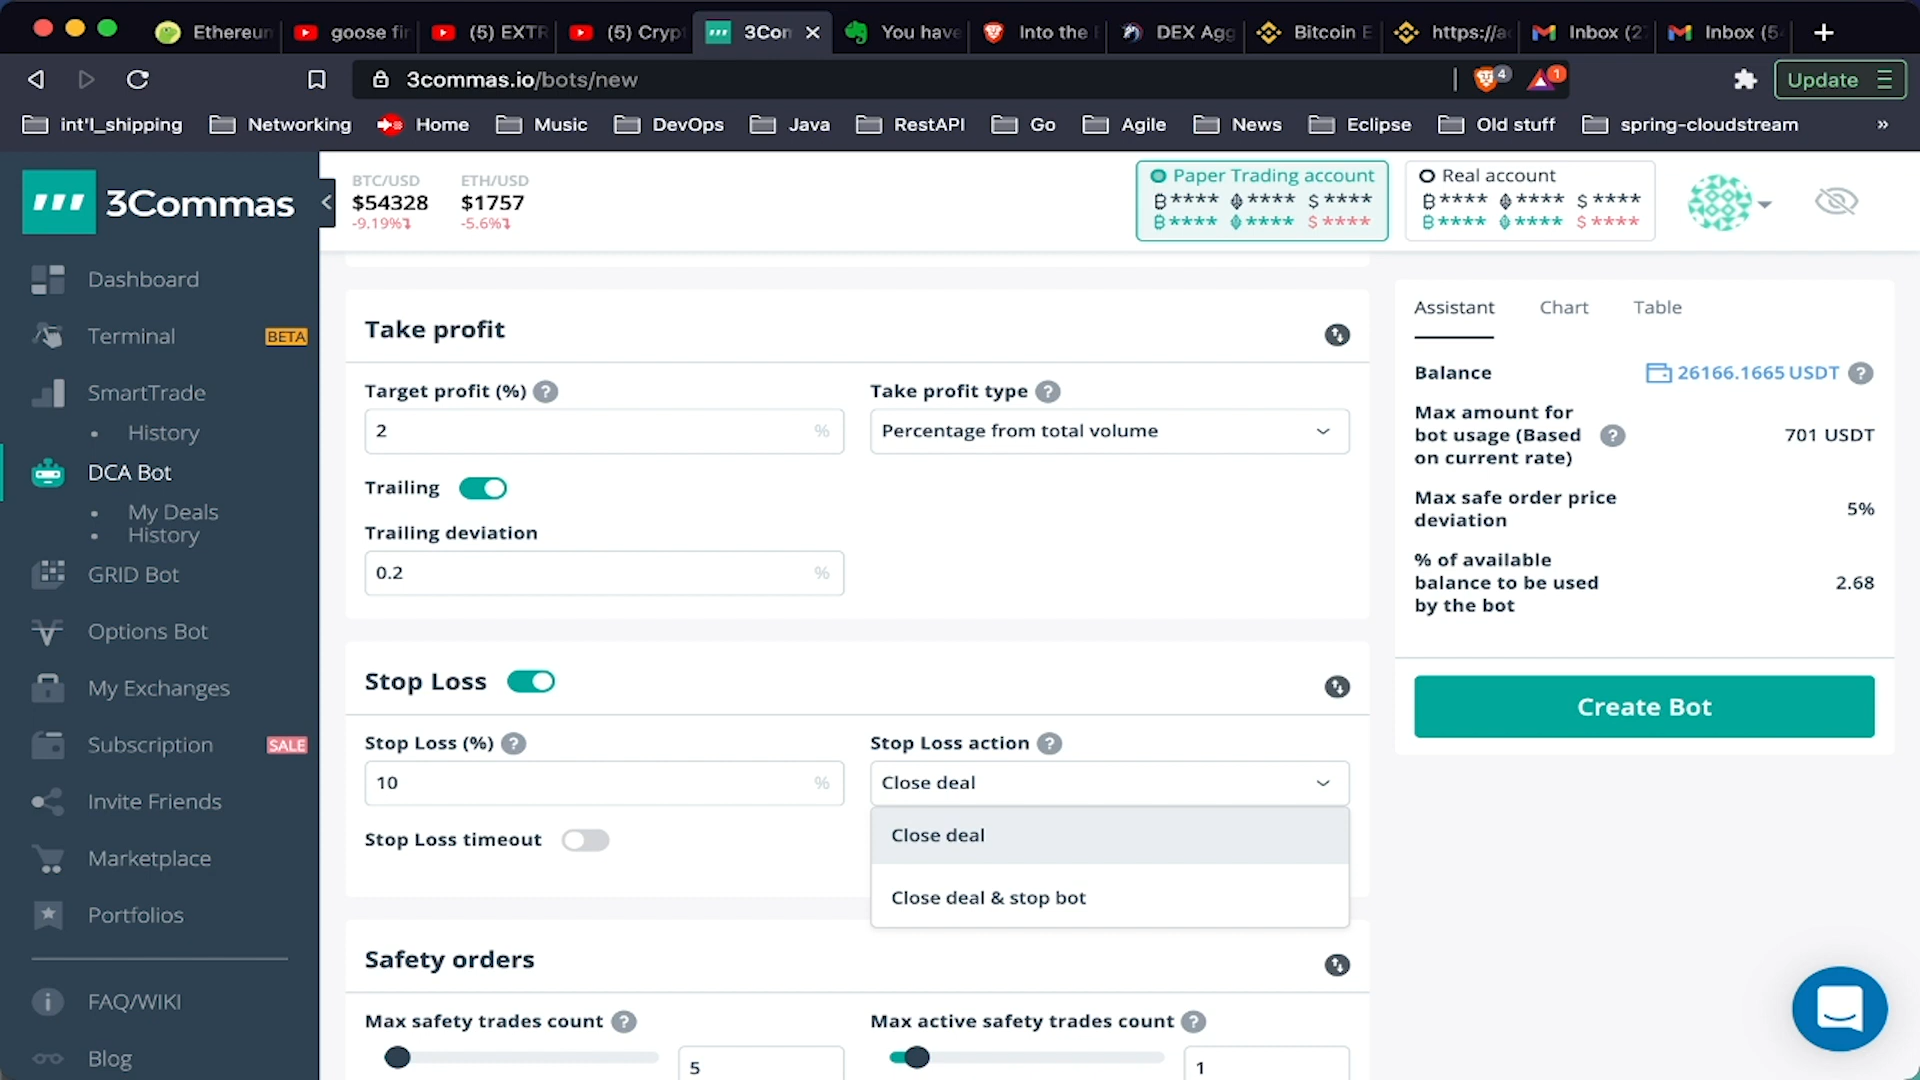 Ethereun
goose fir
(5) EXTR
(5) Cryp
3Con
You have
Into the
DEX Agg
Bitcoin E
https://a
Inbox (2
Inbox (5
3commas.io/bots/new
4
1
Update
int'l_shipping
Networking
Home
Music
DevOps
Java
RestAPI
Go
Agile
News
Eclipse
Old stuff
spring-cloudstream
»
3Commas
BTC/USD
$54328
-9.19%
ETH/USD
$1757
-5.6%
Paper Trading account
**** **** $ ****
**** **** $ ****
Real account
**** **** $ ****
**** **** $ ****
Dashboard
Terminal
BETA
SmartTrade
History
DCA Bot
My Deals
History
GRID Bot
Options Bot
My Exchanges
Subscription
SALE
Invite Friends
Marketplace
Portfolios
FAQ/WIKI
Blog
Take profit
Target profit (%) ?
2 %
Take profit type ?
Percentage from total volume
Trailing
Trailing deviation
0.2 %
Stop Loss
Stop Loss (%) ?
10 %
Stop Loss action ?
Close deal
Close deal
Close deal & stop bot
Stop Loss timeout
Safety orders
Max safety trades count ?
5
Max active safety trades count ?
1
Assistant
Chart
Table
Balance
26166.1665 USDT ?
Max amount for
bot usage (Based ?
on current rate)
701 USDT
Max safe order price
deviation
5%
% of available
balance to be used
by the bot
2.68
Create Bot